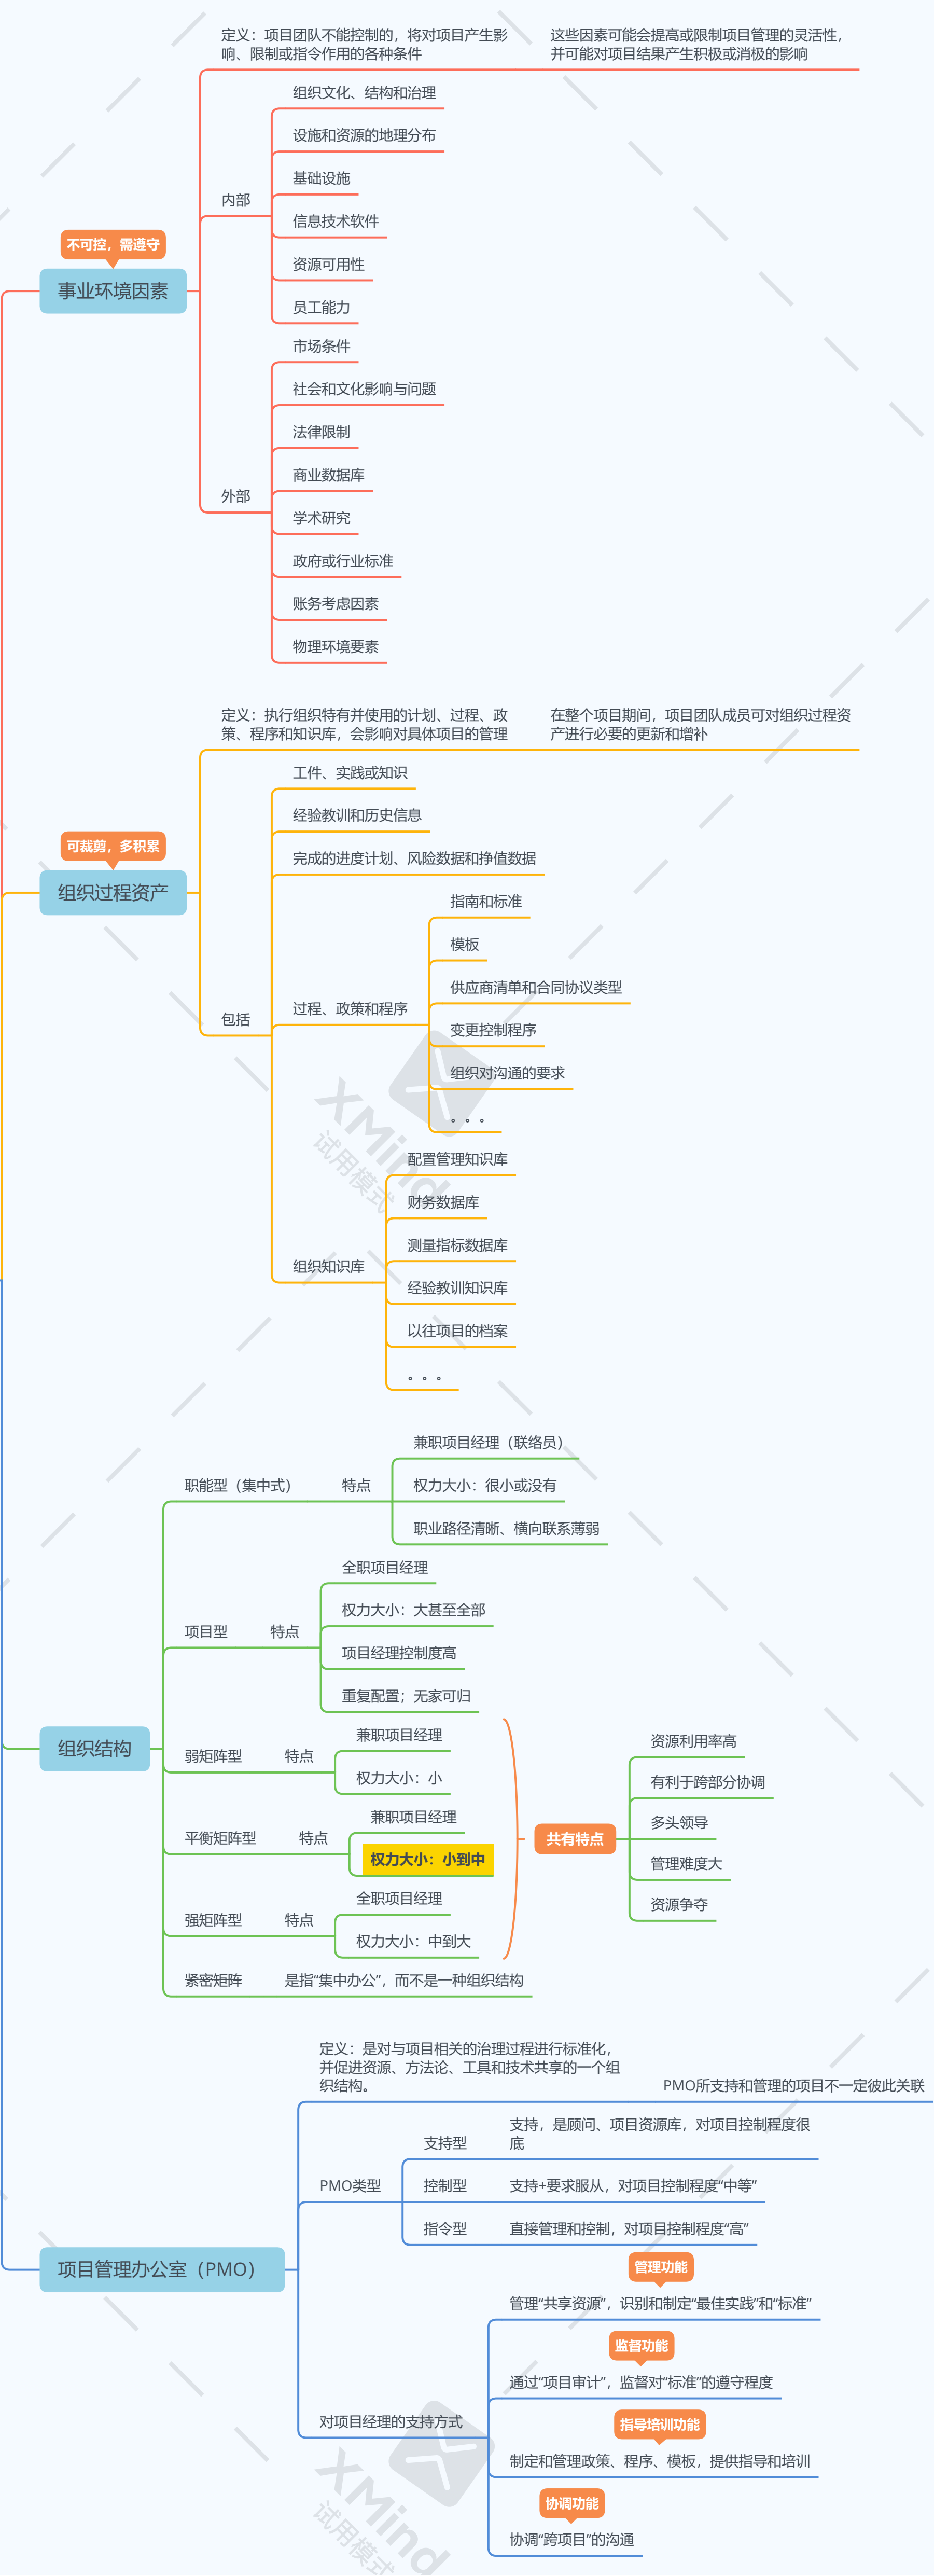 定义：项目团队不能控制的，将对项目产生影
响、限制或指令作用的各种条件
这些因素可能会提高或限制项目管理的灵活性，
并可能对项目结果产生积极或消极的影响
组织文化、结构和治理
设施和资源的地理分布
基础设施
内部
信息技术软件
不可控，需遵守
资源可用性
事业环境因素
员工能力
市场条件
社会和文化影响与问题
法律限制
商业数据库
外部
学术研究
政府或行业标准
账务考虑因素
物理环境要素
定义：执行组织特有并使用的计划、过程、政
策、程序和知识库，会影响对具体项目的管理
在整个项目期间，项目团队成员可对组织过程资
产进行必要的更新和增补
工件、实践或知识
经验教训和历史信息
可裁剪，多积累
完成的进度计划、风险数据和挣值数据
组织过程资产
指南和标准
模板
供应商清单和合同协议类型
过程、政策和程序
包括
变更控制程序
组织对沟通的要求
。。。
配置管理知识库
财务数据库
测量指标数据库
组织知识库
经验教训知识库
以往项目的档案
。。。
兼职项目经理（联络员）
职能型（集中式）
特点
权力大小：很小或没有
职业路径清晰、横向联系薄弱
全职项目经理
权力大小：大甚至全部
项目型
特点
项目经理控制度高
重复配置；无家可归
兼职项目经理
组织结构
弱矩阵型
特点
权力大小：小
兼职项目经理
平衡矩阵型
特点
权力大小：小到中
共有特点
资源利用率高
有利于跨部分协调
多头领导
管理难度大
资源争夺
全职项目经理
强矩阵型
特点
权力大小：中到大
紧密矩阵
是指“集中办公”，而不是一种组织结构
定义：是对与项目相关的治理过程进行标准化，
并促进资源、方法论、工具和技术共享的一个组
织结构。
PMO所支持和管理的项目不一定彼此关联
支持型
支持，是顾问、项目资源库，对项目控制程度很
底
PMO类型
控制型
支持+要求服从，对项目控制程度“中等”
指令型
直接管理和控制，对项目控制程度“高”
项目管理办公室（PMO）
管理功能
管理“共享资源”，识别和制定“最佳实践”和“标准”
监督功能
通过“项目审计”，监督对“标准”的遵守程度
对项目经理的支持方式
指导培训功能
制定和管理政策、程序、模板，提供指导和培训
协调功能
协调“跨项目”的沟通
XMind
试用模式
XMind
试用模式